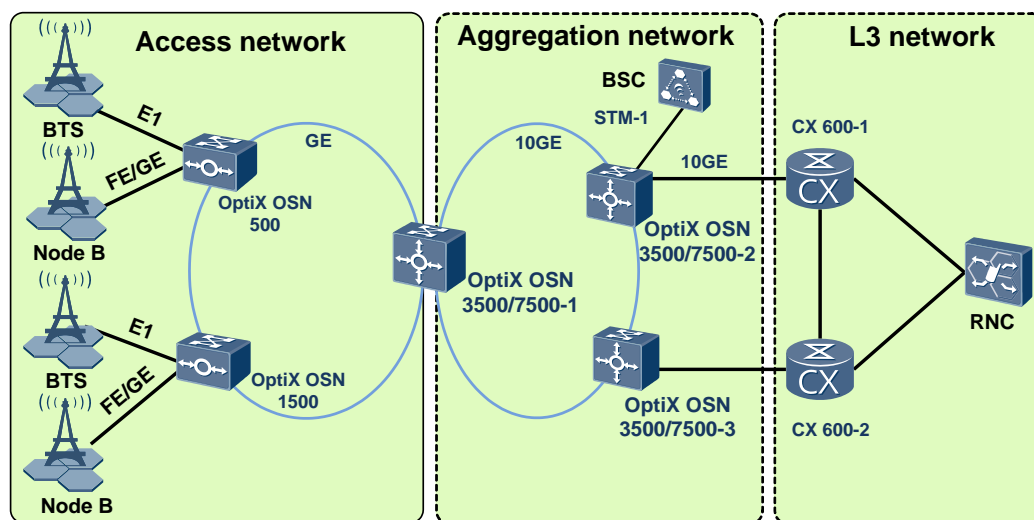 Access network
BTS
E1
Node B
FE/GE
OptiX OSN
500
GE
BTS
E1
Node B
FE/GE
OptiX OSN
1500
OptiX OSN
3500/7500-1
Aggregation network
BSC
STM-1
10GE
10GE
OptiX OSN
3500/7500-2
OptiX OSN
3500/7500-3
L3 network
CX 600-1
CX
CX
CX 600-2
RNC